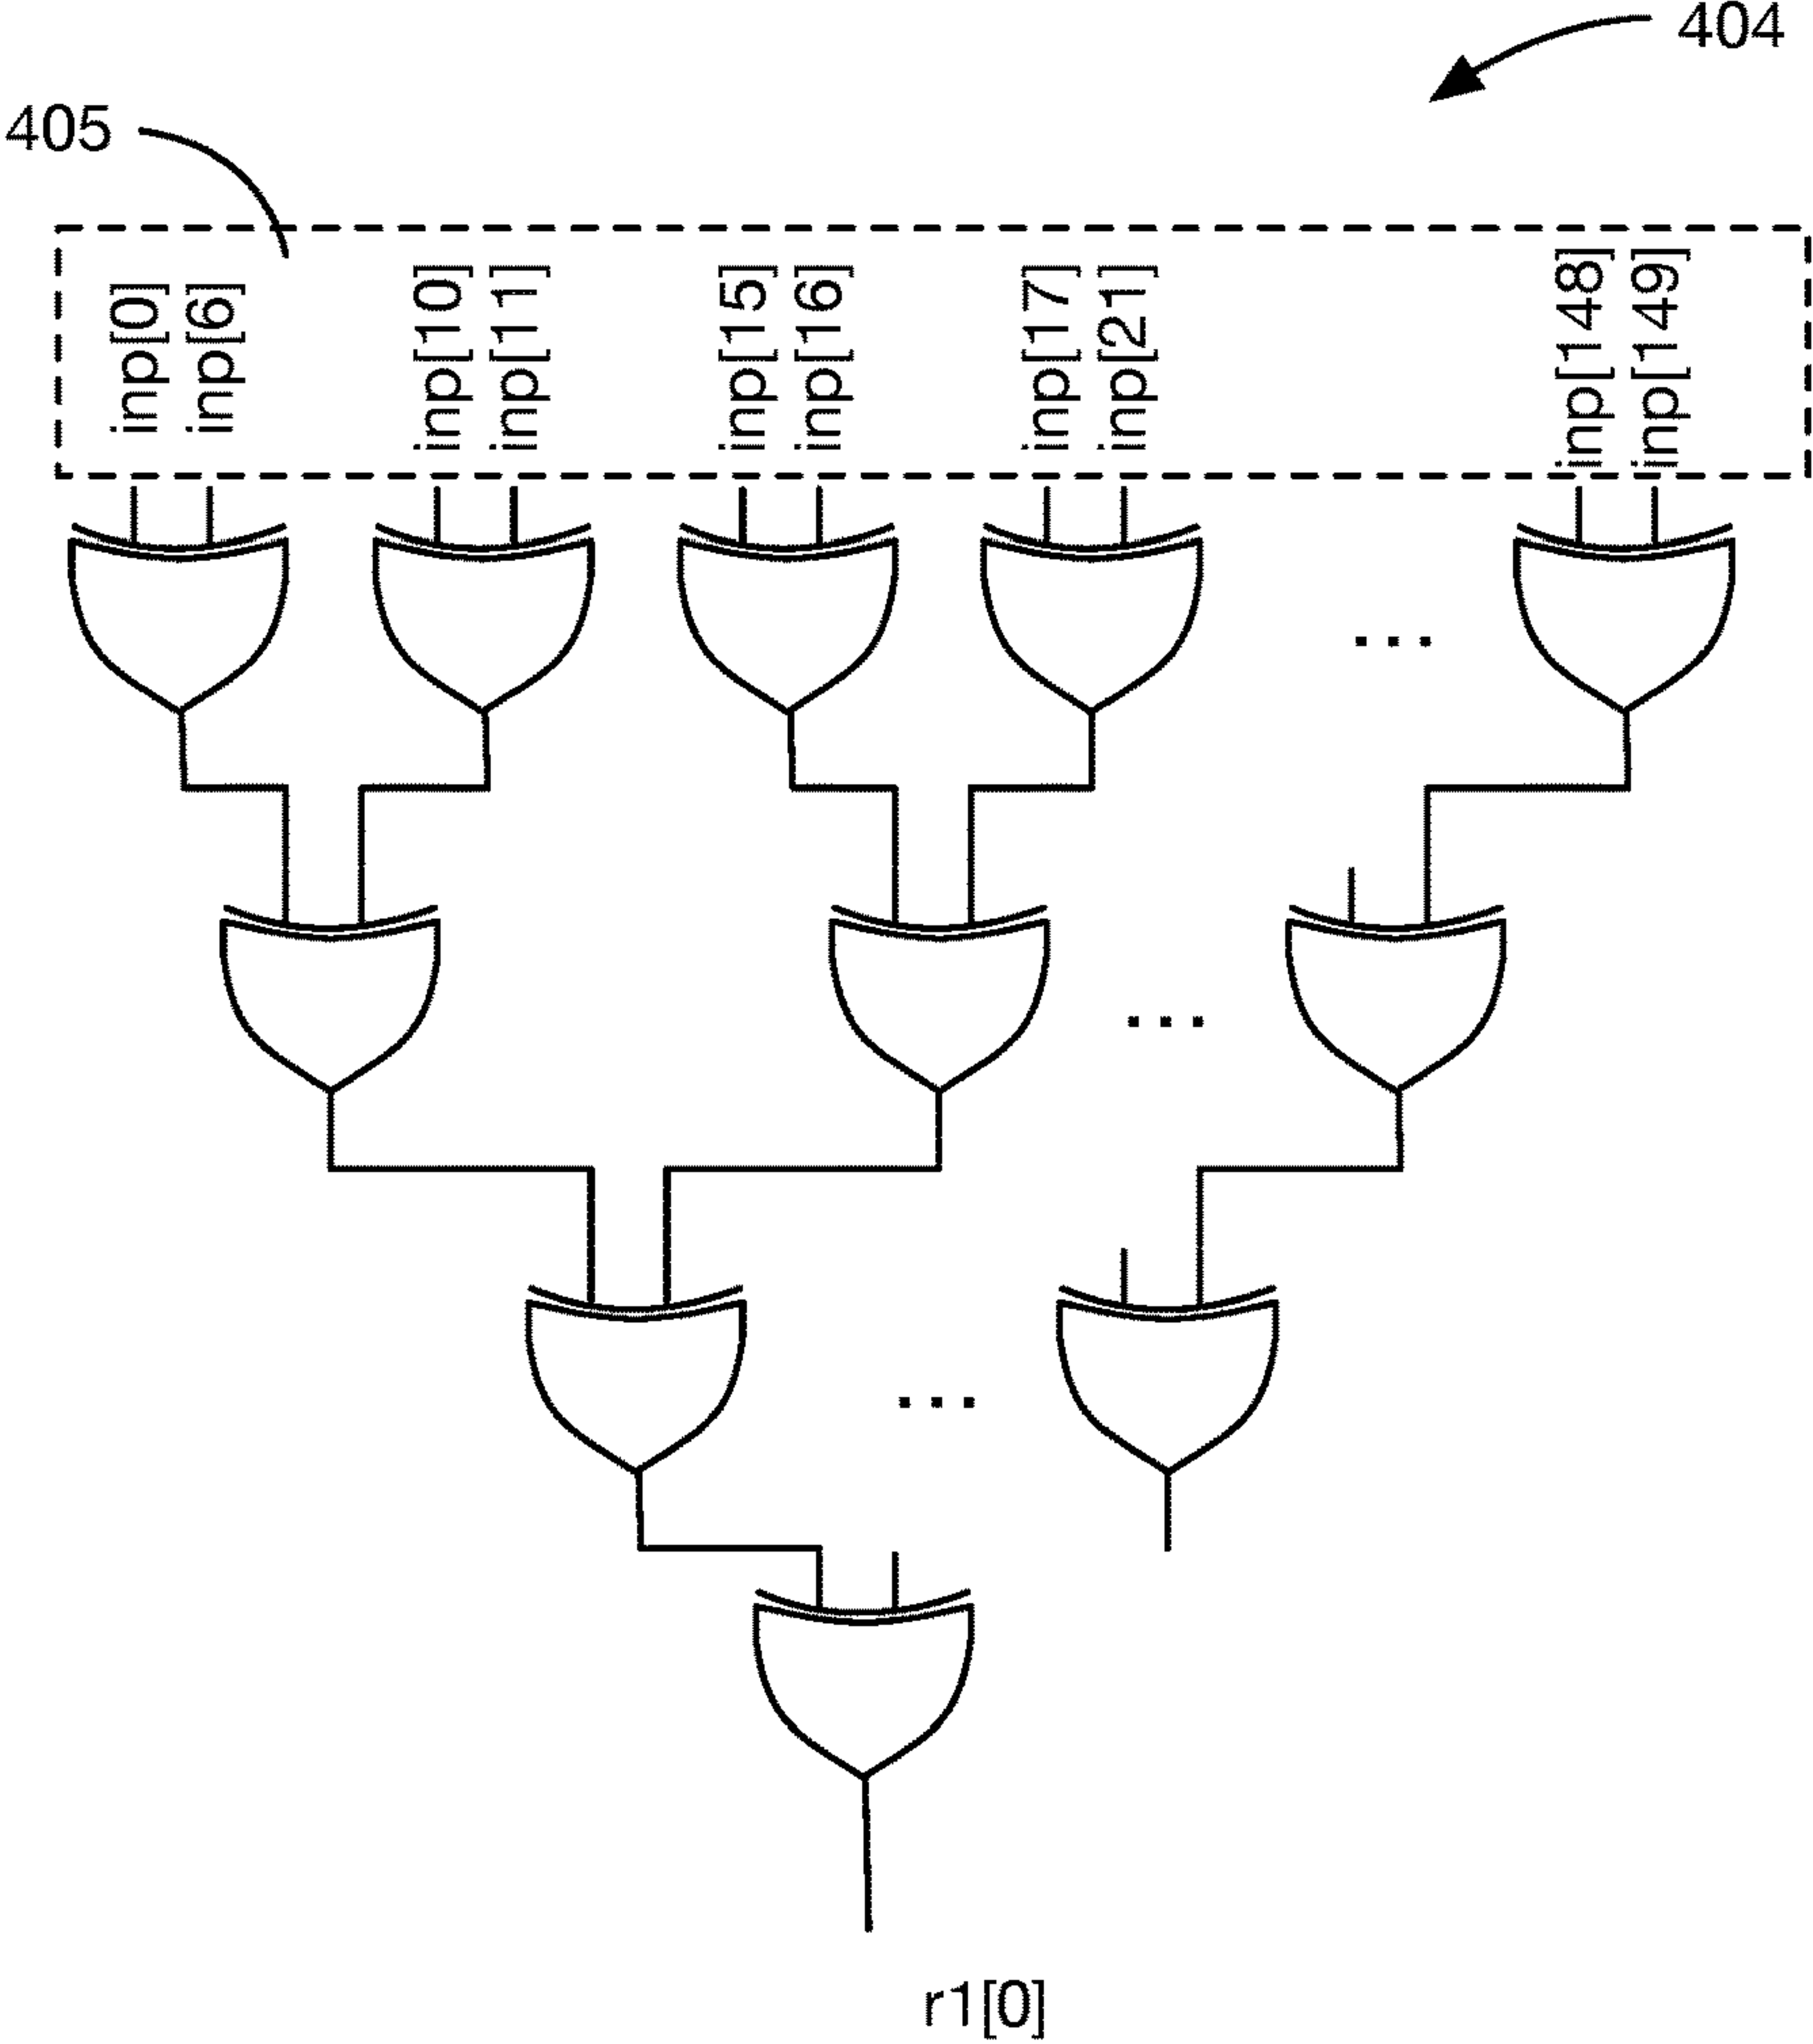 404
405
inp[0]
inp[6]
inp[10]
inp[11]
inp[15]
inp[16]
inp[17]
inp[21]
inp[148]
inp[149]
...
...
...
r1[0]